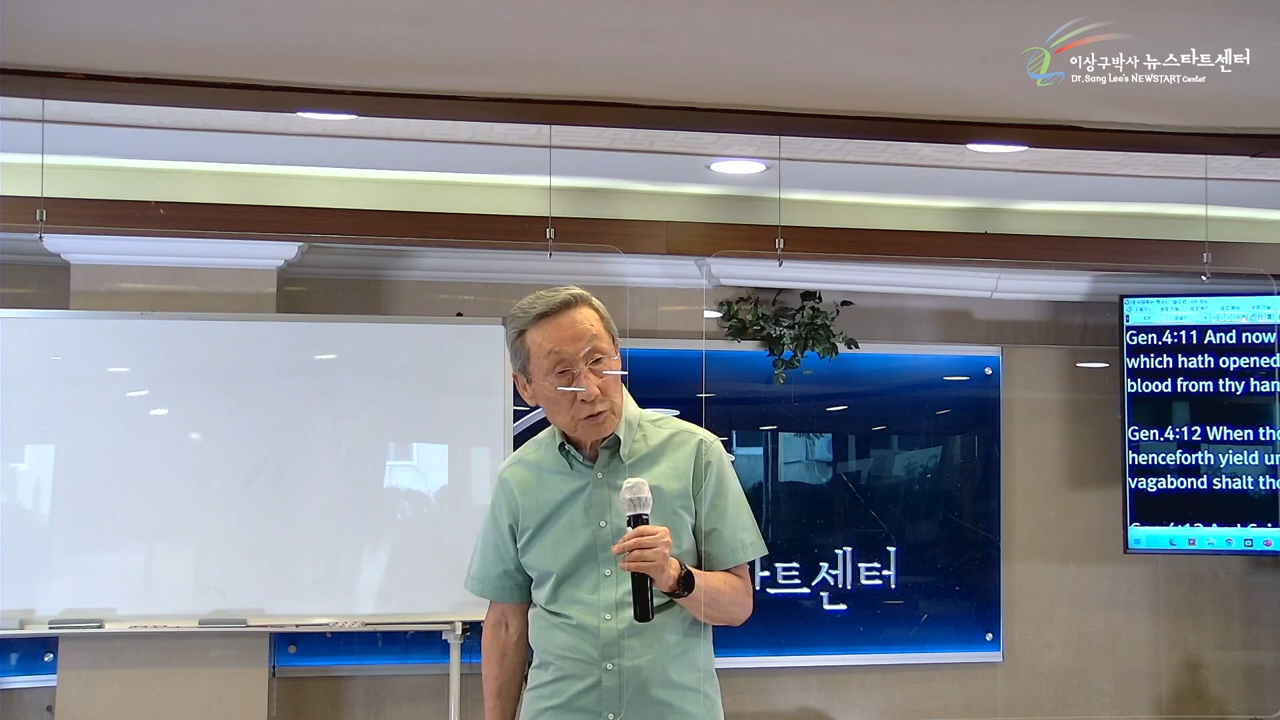 이상구박사 뉴스타트센터
Dr. Sang Lee's NEWSTART Center
Gen.4:11 And now
which hath opened
blood from thy han
Gen.4:12 When tho
henceforth yield un
vagabond shalt tho
타트센터